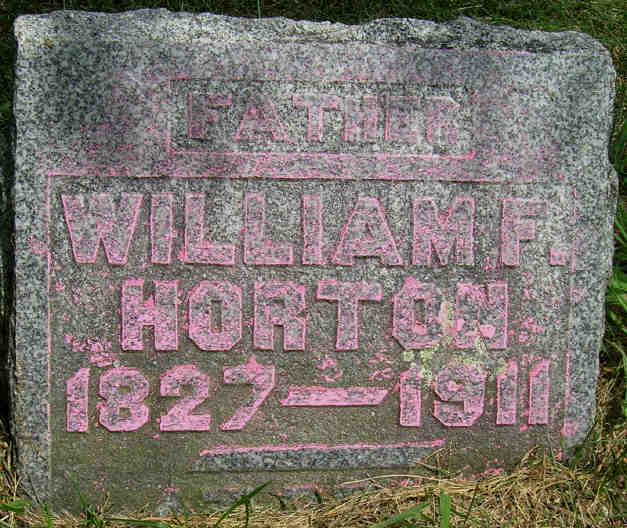 FATHER
WILLIAM F.
HORTON
1827—1911